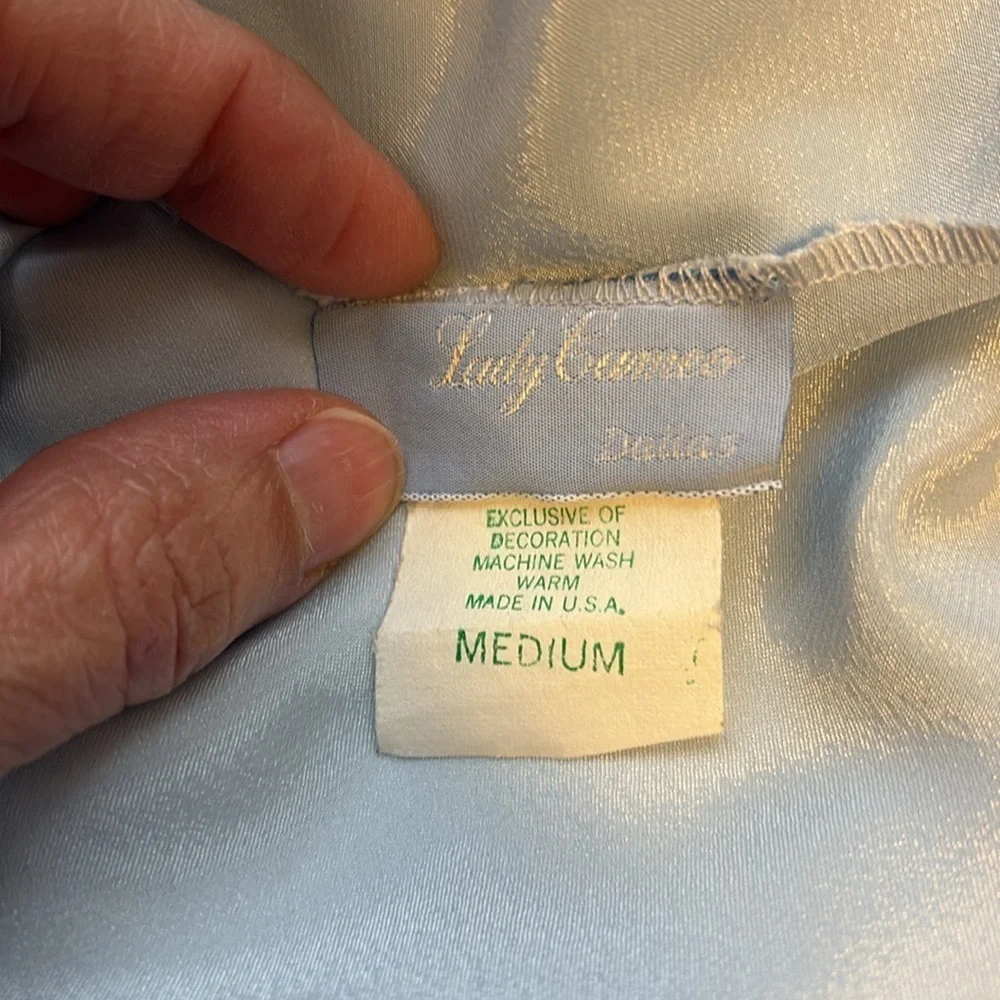 Lady Cameo
Dallas
EXCLUSIVE OF
DECORATION
MACHINE WASH
WARM
MADE IN U.S.A.
MEDIUM